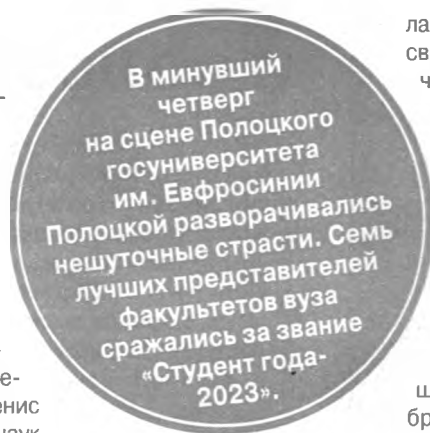 В минувший
четверг
на сцене Полоцкого
госуниверситета
им. Евфросинии
Полоцкой разворачивались
нешуточные страсти. Семь
лучших представителей
факультетов вуза
сражались за звание
«Студент года-
2023».